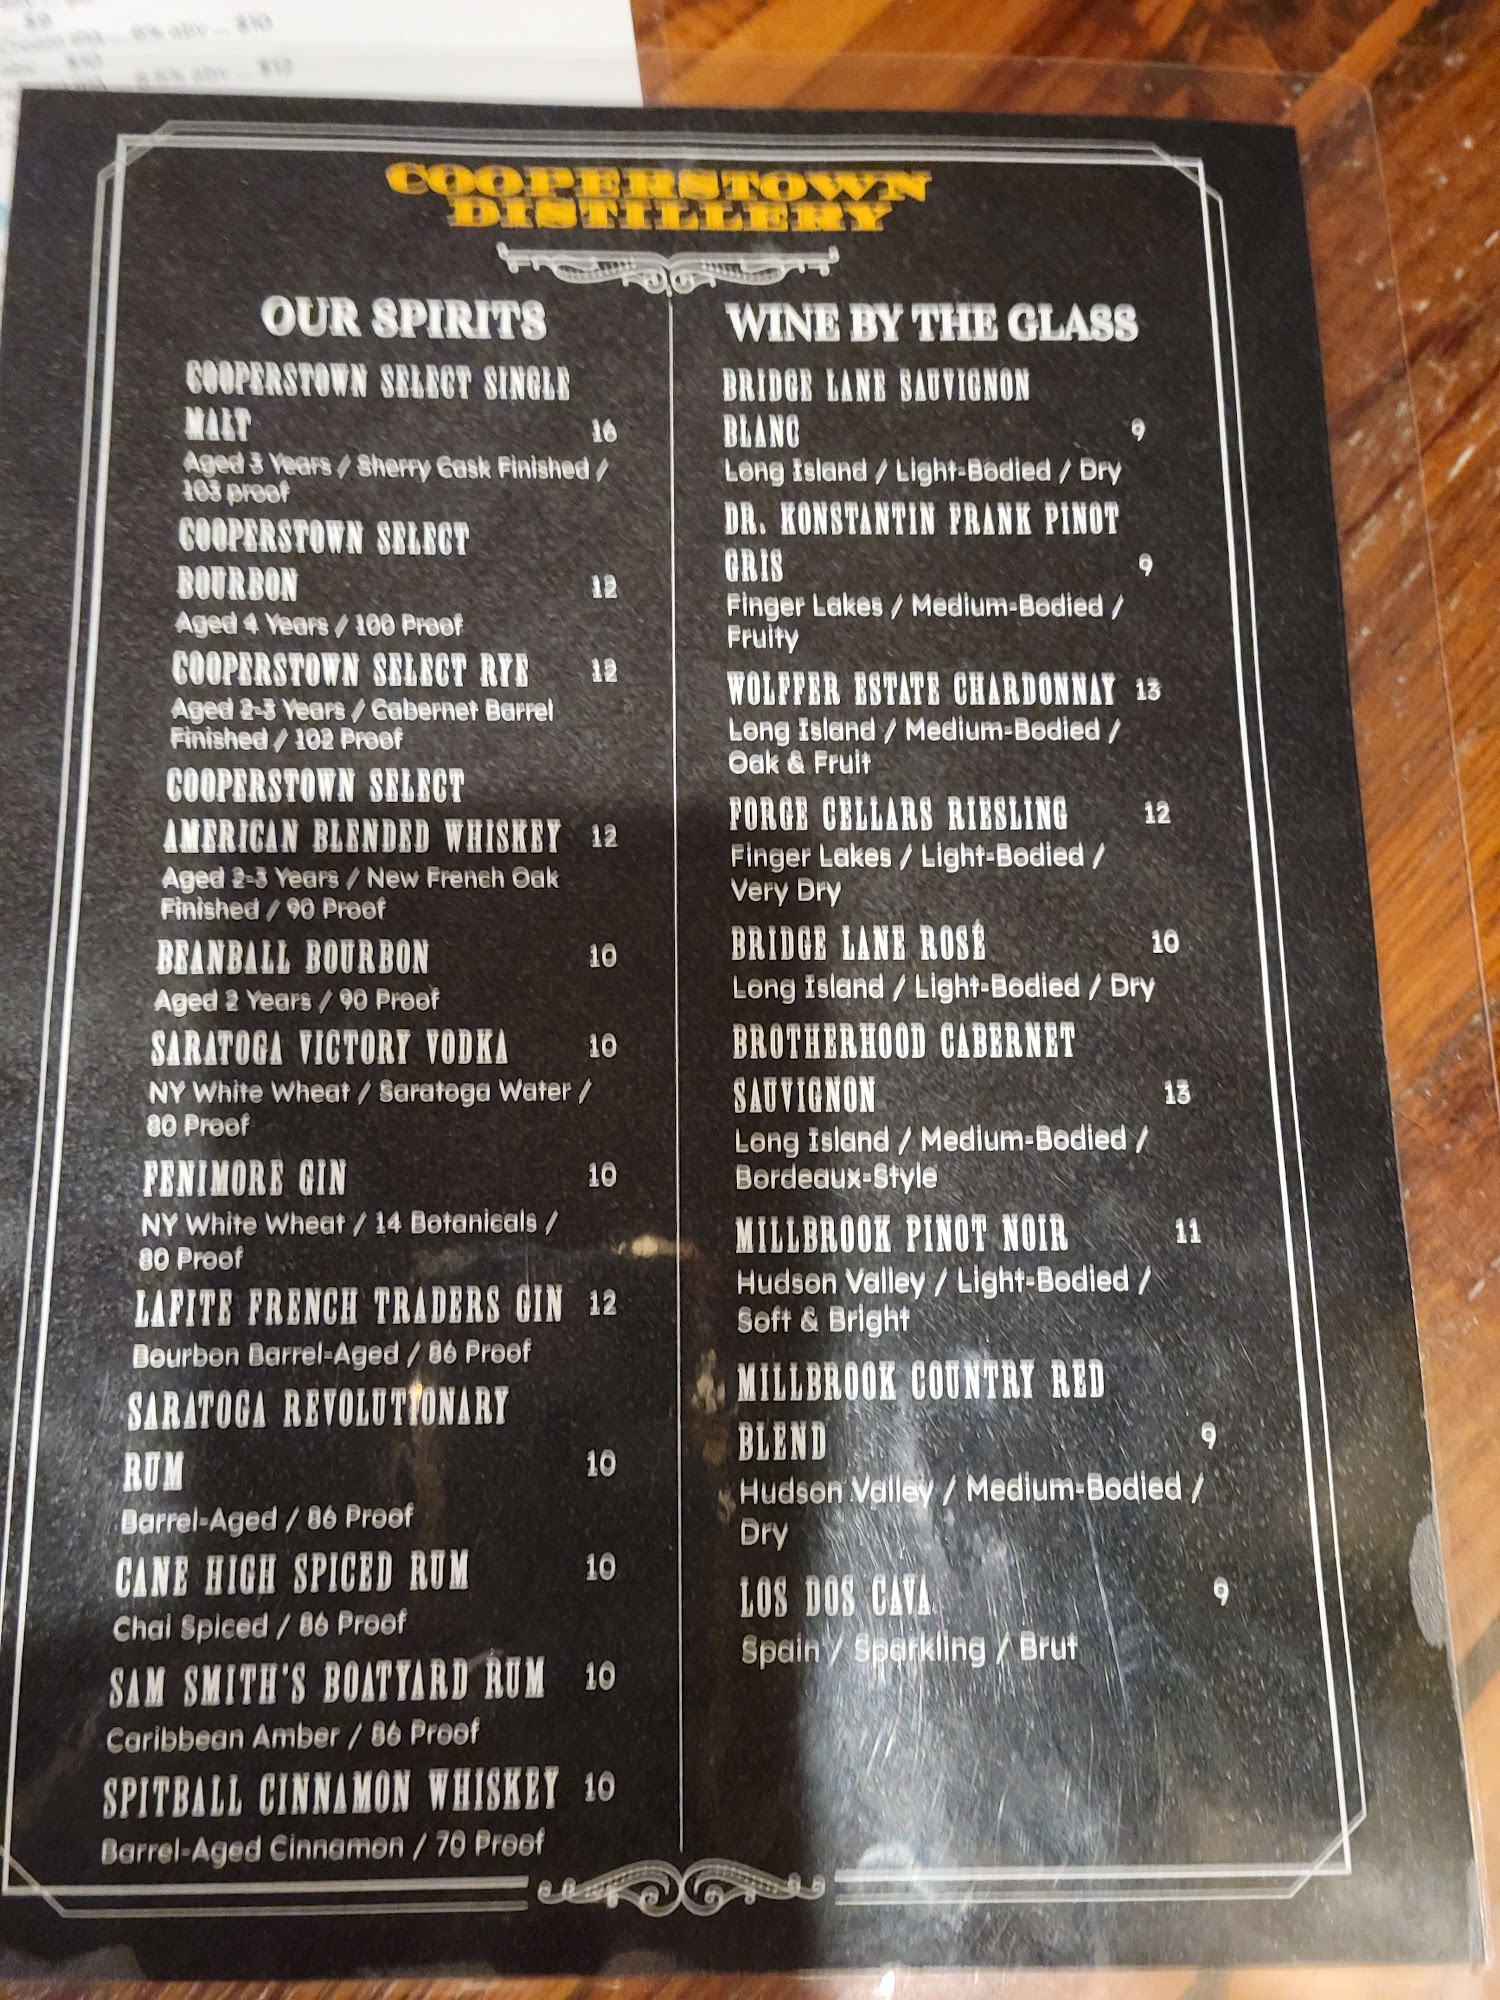 $9
6% abv ... $10
$10
8.5% abv ... $12
COOPERSTOWN
DISTILLERY
OUR SPIRITS
COOPERSTOWN SELECT SINGLE
MALT 16
Aged 3 Years / Sherry Cask Finished /
103 proof
COOPERSTOWN SELECT
BOURBON 12
Aged 4 Years / 100 Proof
COOPERSTOWN SELECT RYE 12
Aged 2-3 Years / Cabernet Barrel
Finished / 102 Proof
COOPERSTOWN SELECT
AMERICAN BLENDED WHISKEY 12
Aged 2-3 Years / New French Oak
Finished / 90 Proof
BEANBALL BOURBON 10
Aged 2 Years / 90 Proof
SARATOGA VICTORY VODKA 10
NY White Wheat / Saratoga Water /
80 Proof
FENIMORE GIN 10
NY White Wheat / 14 Botanicals /
80 Proof
LAFITE FRENCH TRADERS GIN 12
Bourbon Barrel-Aged / 86 Proof
SARATOGA REVOLUTIONARY
RUM 10
Barrel-Aged / 86 Proof
CANE HIGH SPICED RUM 10
Chai Spiced / 86 Proof
SAM SMITH'S BOATYARD RUM 10
Caribbean Amber / 86 Proof
SPITBALL CINNAMON WHISKEY 10
Barrel-Aged Cinnamon / 70 Proof
WINE BY THE GLASS
BRIDGE LANE SAUVIGNON
BLANC 9
Long Island / Light-Bodied / Dry
DR. KONSTANTIN FRANK PINOT
GRIS 9
Finger Lakes / Medium-Bodied /
Fruity
WOLFFER ESTATE CHARDONNAY 13
Long Island / Medium-Bodied /
Oak & Fruit
FORGE CELLARS RIESLING 12
Finger Lakes / Light-Bodied /
Very Dry
BRIDGE LANE ROSÉ 10
Long Island / Light-Bodied / Dry
BROTHERHOOD CABERNET
SAUVIGNON 13
Long Island / Medium-Bodied /
Bordeaux-Style
MILLBROOK PINOT NOIR 11
Hudson Valley / Light-Bodied /
Soft & Bright
MILLBROOK COUNTRY RED
BLEND 9
Hudson Valley / Medium-Bodied /
Dry
LOS DOS CAVA 9
Spain / Sparkling / Brut